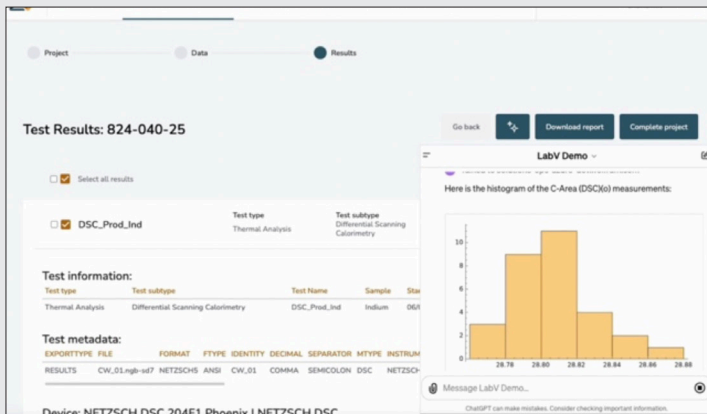 Project
Data
Results
Test Results: 824-040-25
Go back
Download report
Complete project
Select all results
DSC_Prod_Ind
Test type
Thermal Analysis
Test subtype
Differential Scanning
Calorimetry
Test information:
Test type Test subtype Test Name Sample
Thermal Analysis Differential Scanning Calorimetry DSC_Prod_Ind Indium
Test metadata:
EXPORTTYPE FILE FORMAT FTYPE IDENTITY DECIMAL SEPARATOR MTYPE INSTRUM
RESULTS CW_01.ngb-sd7 NETZSCH5 ANSI CW_01 COMMA SEMICOLON DSC NETZSCH
Device: NETZSCH DSC 204F1 Phoenix | NETZSCH DSC
LabV Demo
Here is the histogram of the C-Area (DSC)(o) measurements:
10
8
6
4
2
0
28.78 28.80 28.82 28.84 28.86 28.88
Message LabV Demo...
ChatGPT can make mistakes. Consider checking important information.